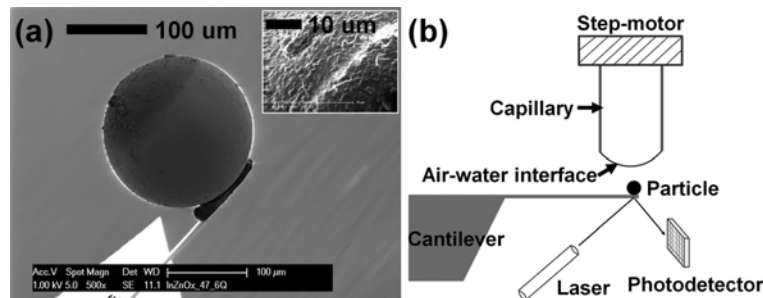 (a) 100 um
10 um
Acc.V Spot Magn Det WD
1.00 kV 5.0 500x SE 11.1 InZnOx_47_6Q
100 µm
(b)
Step-motor
Capillary
Air-water interface
Particle
Cantilever
Laser
Photodetector